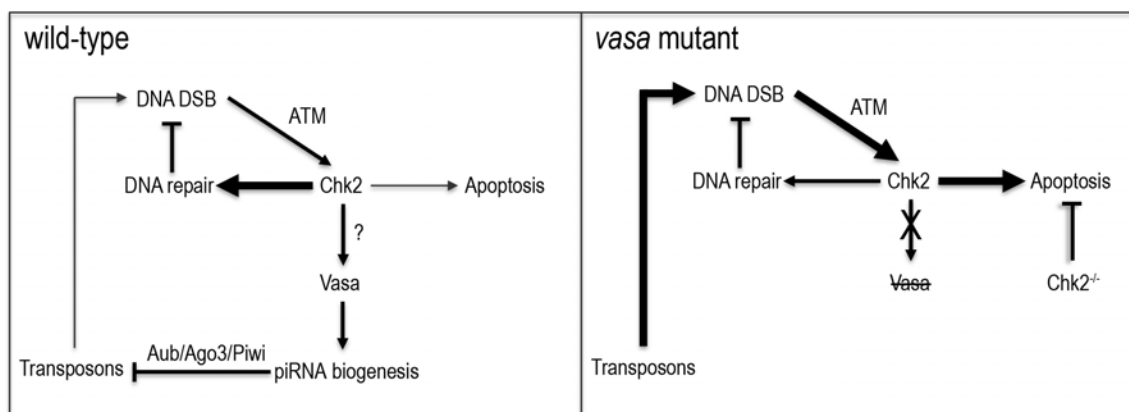 wild-type
DNA DSB
ATM
DNA repair
Chk2
Apoptosis
?
Vasa
Aub/Ago3/Piwi
Transposons
piRNA biogenesis
vasa mutant
DNA DSB
ATM
DNA repair
Chk2
Apoptosis
X
Vasa
Chk2-/-
Transposons